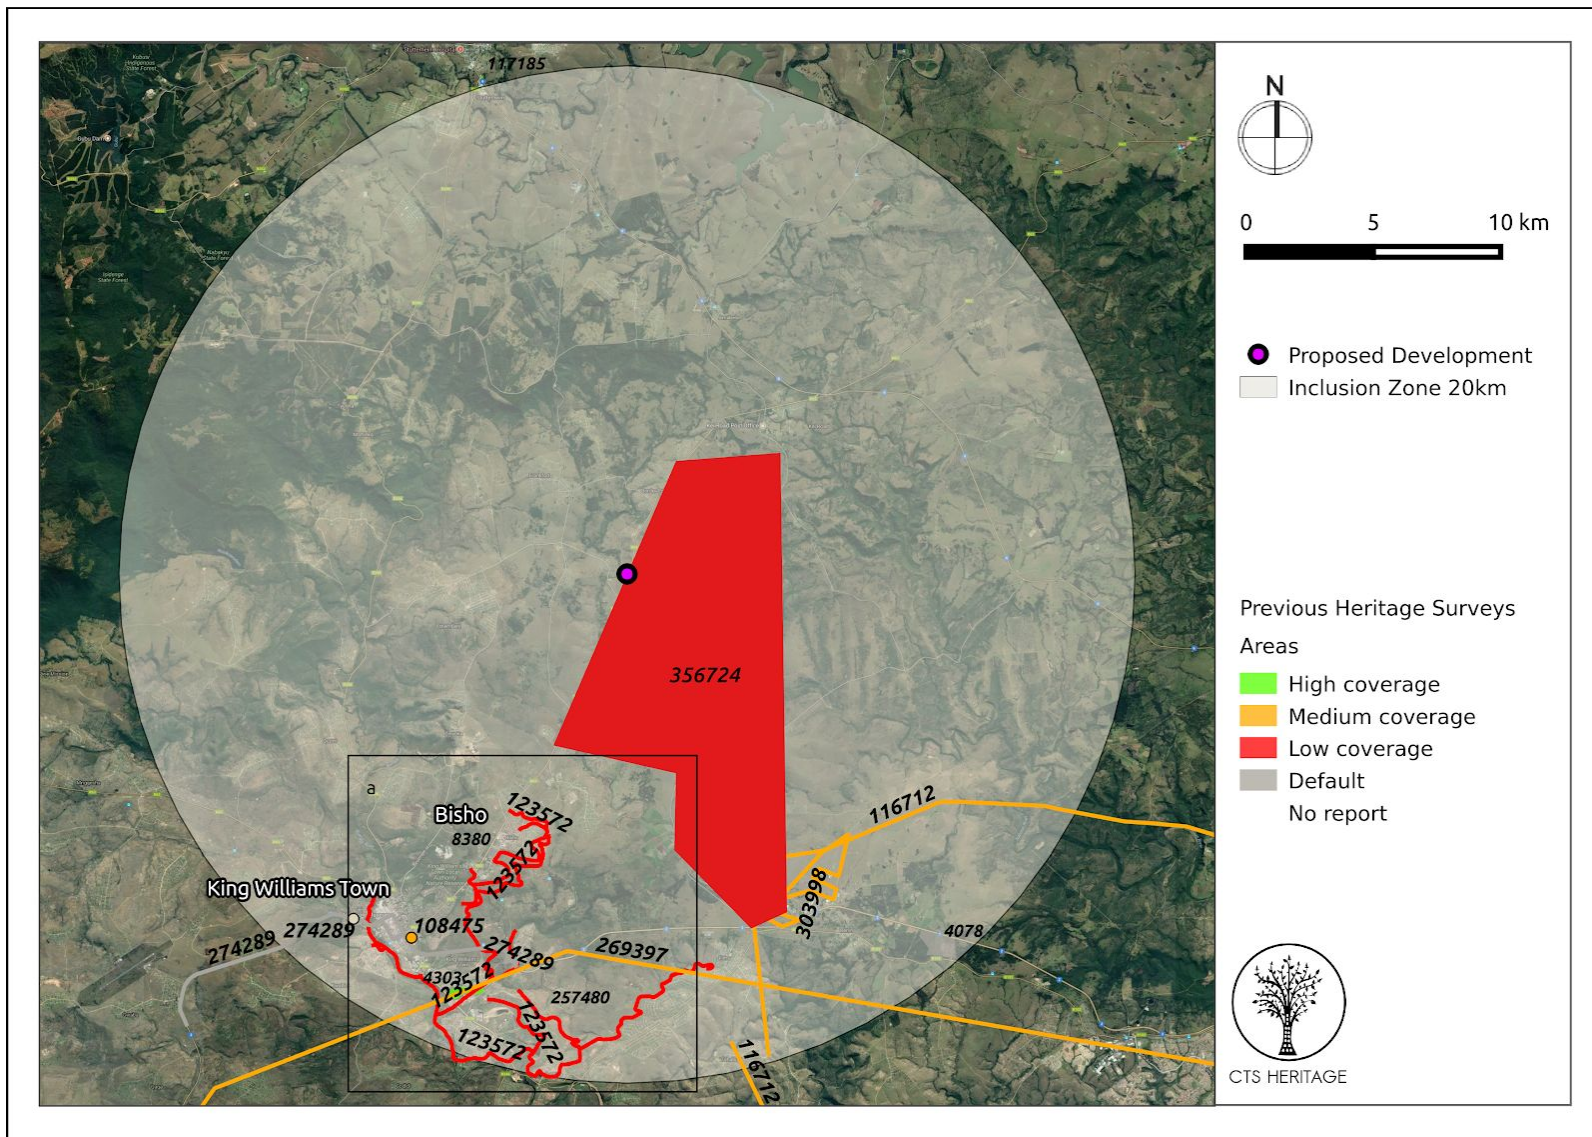 117185
356724
a
Bisho
8380
123572
123572
King Williams Town
274289
274289
108475
274289
269397
4303
123572
257480
123572
123572
116712
303998
4078
116712
N
0 5 10 km
Proposed Development
Inclusion Zone 20km
Previous Heritage Surveys
Areas
High coverage
Medium coverage
Low coverage
Default
No report
CTS HERITAGE